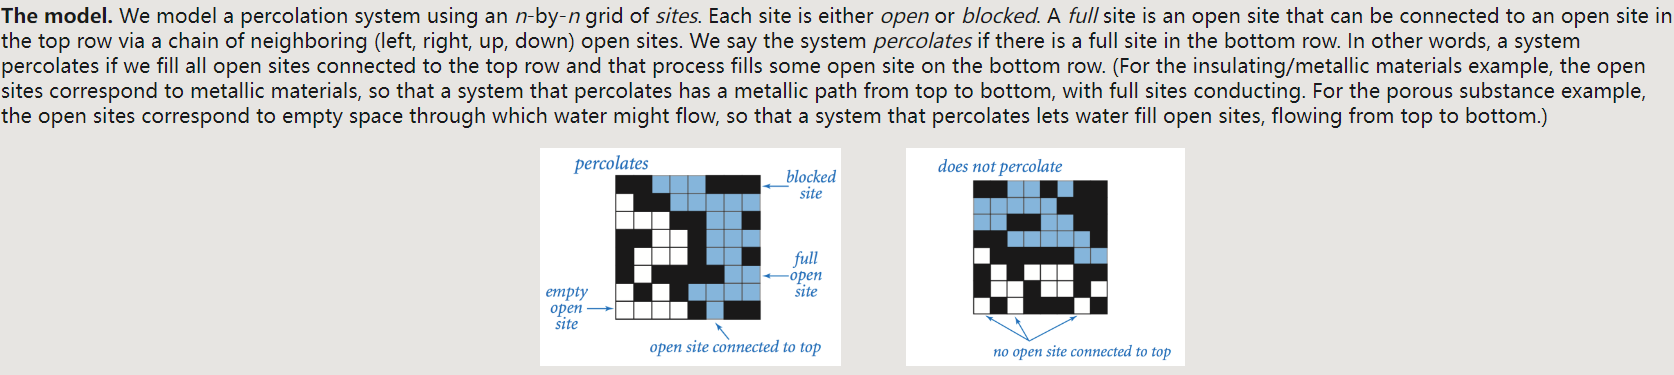 The model. We model a percolation system using an n-by-n grid of sites. Each site is either open or blocked. A full site is an open site that can be connected to an open site in
the top row via a chain of neighboring (left, right, up, down) open sites. We say the system percolates if there is a full site in the bottom row. In other words, a system
percolates if we fill all open sites connected to the top row and that process fills some open site on the bottom row. (For the insulating/metallic materials example, the open
sites correspond to metallic materials, so that a system that percolates has a metallic path from top to bottom, with full sites conducting. For the porous substance example,
the open sites correspond to empty space through which water might flow, so that a system that percolates lets water fill open sites, flowing from top to bottom.)
percolates
blocked
site
full
open
site
empty
open
site
open site connected to top
does not percolate
no open site connected to top